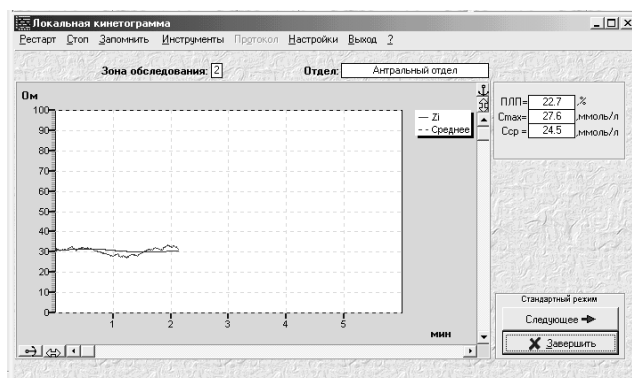 Локальная кинетограмма
Рестарт Стоп Запомнить Инструменты Протокол Настройки Выход ?
Зона обследования: 2 Отдел: Антральный отдел
Ом
100
90
80
70
60
50
40
30
20
10
0
1 2 3 4 5
мин
Zi
Среднее
ПЛП= 22.7 ,%
Cmax= 27.6 ,ммоль/л
Сср = 24.5 ,ммоль/л
Стандартный режим
Следующее
Завершить